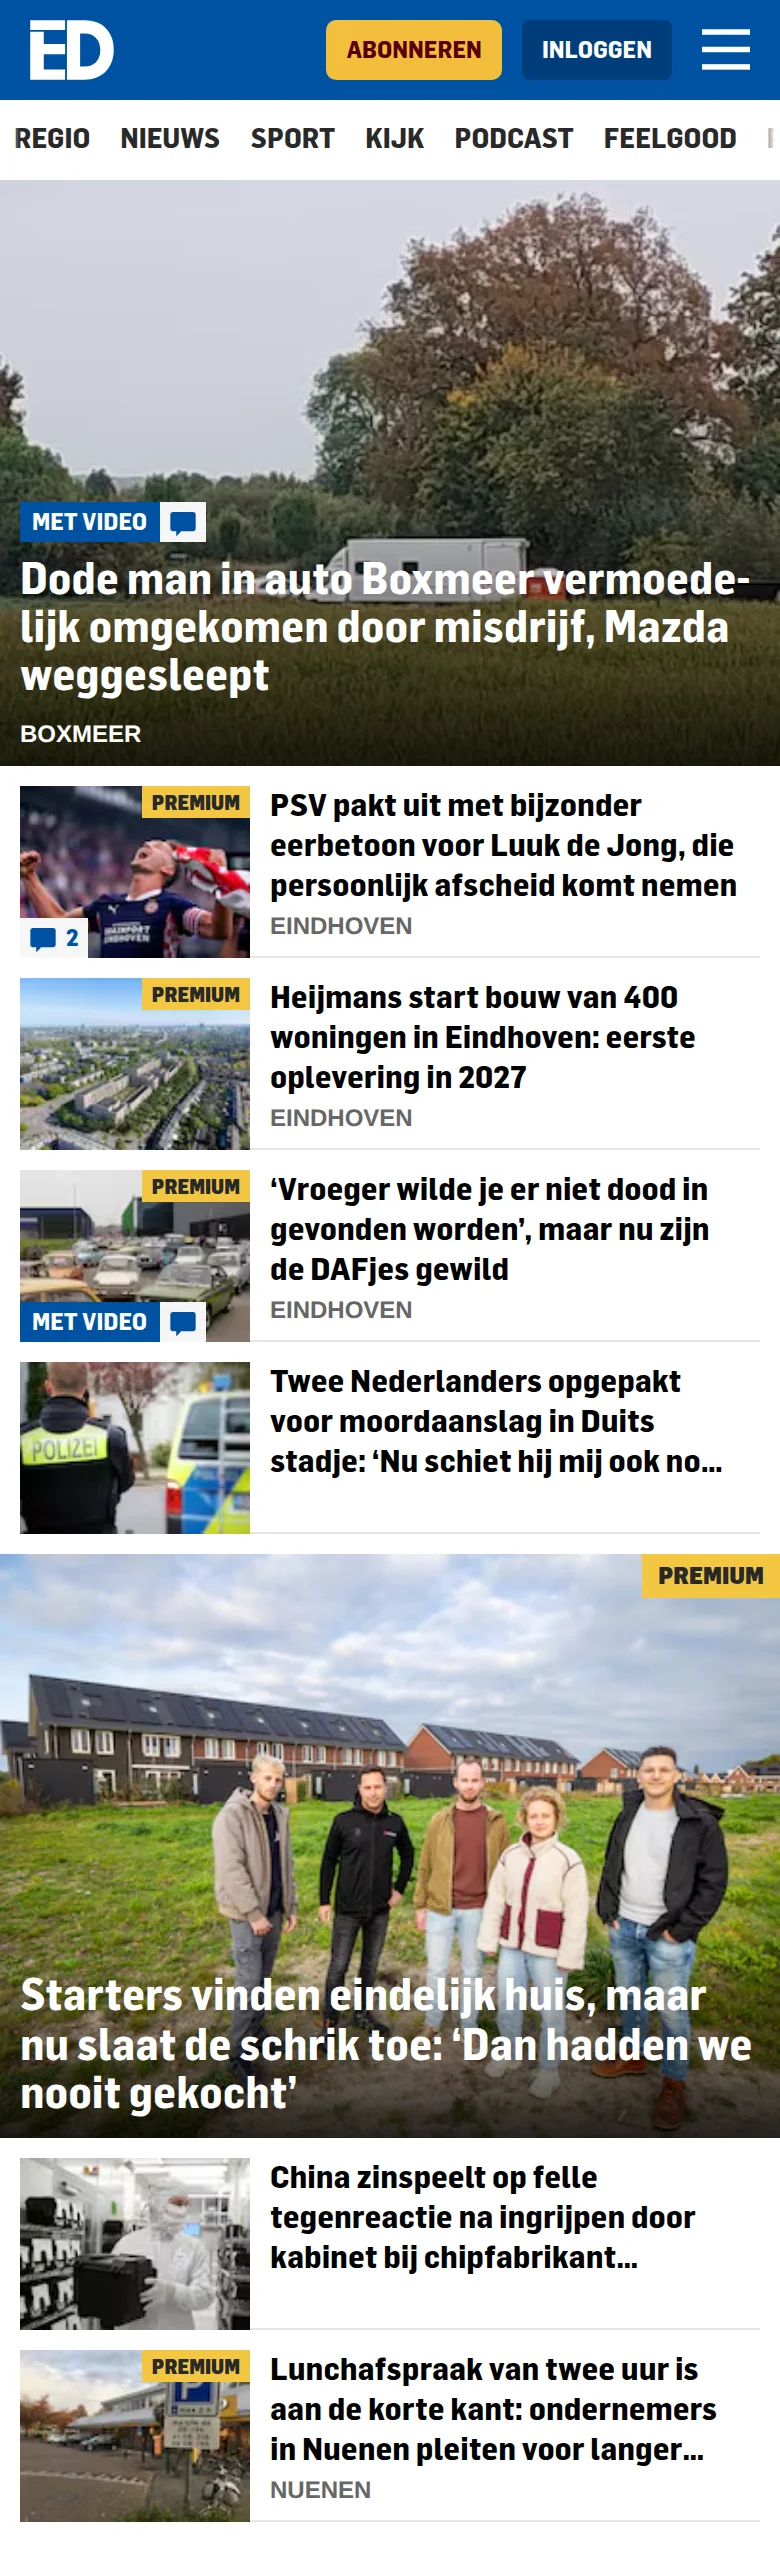 ED
ABONNEREN
INLOGGEN
REGIO NIEUWS SPORT KIJK PODCAST FEELGOOD
MET VIDEO
Dode man in auto Boxmeer vermoede-
lijk omgekomen door misdrijf, Mazda
weggesleept
BOXMEER
PREMIUM
2
PSV pakt uit met bijzonder
eerbetoon voor Luuk de Jong, die
persoonlijk afscheid komt nemen
EINDHOVEN
PREMIUM
Heijmans start bouw van 400
woningen in Eindhoven: eerste
oplevering in 2027
EINDHOVEN
PREMIUM
MET VIDEO
‘Vroeger wilde je er niet dood in
gevonden worden’, maar nu zijn
de DAFjes gewild
EINDHOVEN
POLIZEI
Twee Nederlanders opgepakt
voor moordaanslag in Duits
stadje: ‘Nu schiet hij mij ook no...
PREMIUM
Starters vinden eindelijk huis, maar
nu slaat de schrik toe: ‘Dan hadden we
nooit gekocht’
China zinspeelt op felle
tegenreactie na ingrijpen door
kabinet bij chipfabrikant...
PREMIUM
P
Lunchafspraak van twee uur is
aan de korte kant: ondernemers
in Nuenen pleiten voor langer...
NUENEN